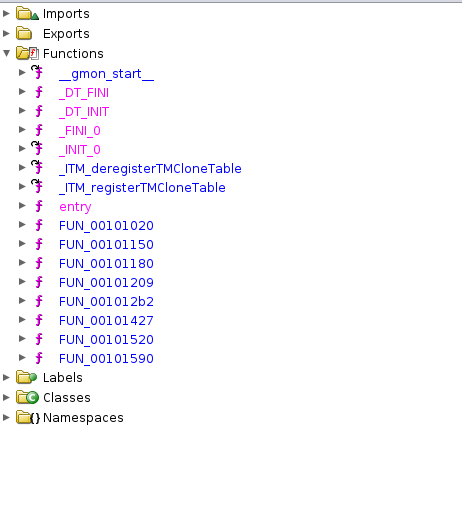 Imports
Exports
Functions
__gmon_start__
_DT_FINI
_DT_INIT
_FINI_0
_INIT_0
_ITM_deregisterTMCloneTable
_ITM_registerTMCloneTable
entry
FUN_00101020
FUN_00101150
FUN_00101180
FUN_00101209
FUN_001012b2
FUN_00101427
FUN_00101520
FUN_00101590
Labels
Classes
Namespaces